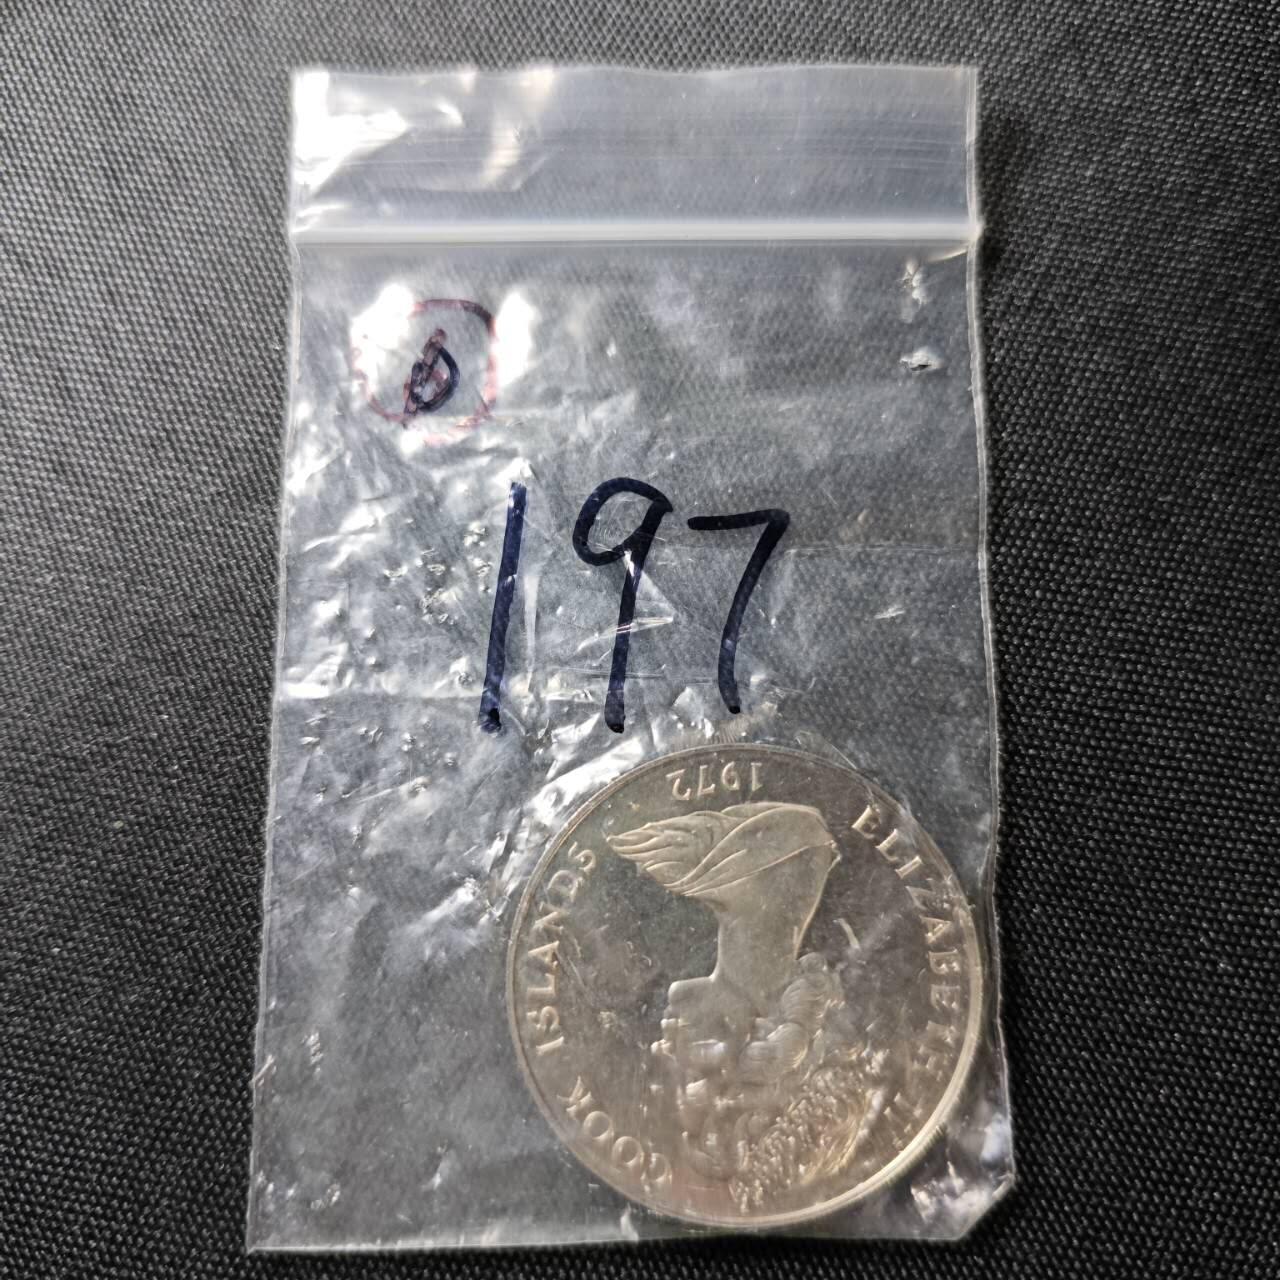 197
1972
ELIZABETH II
COOK ISLANDS